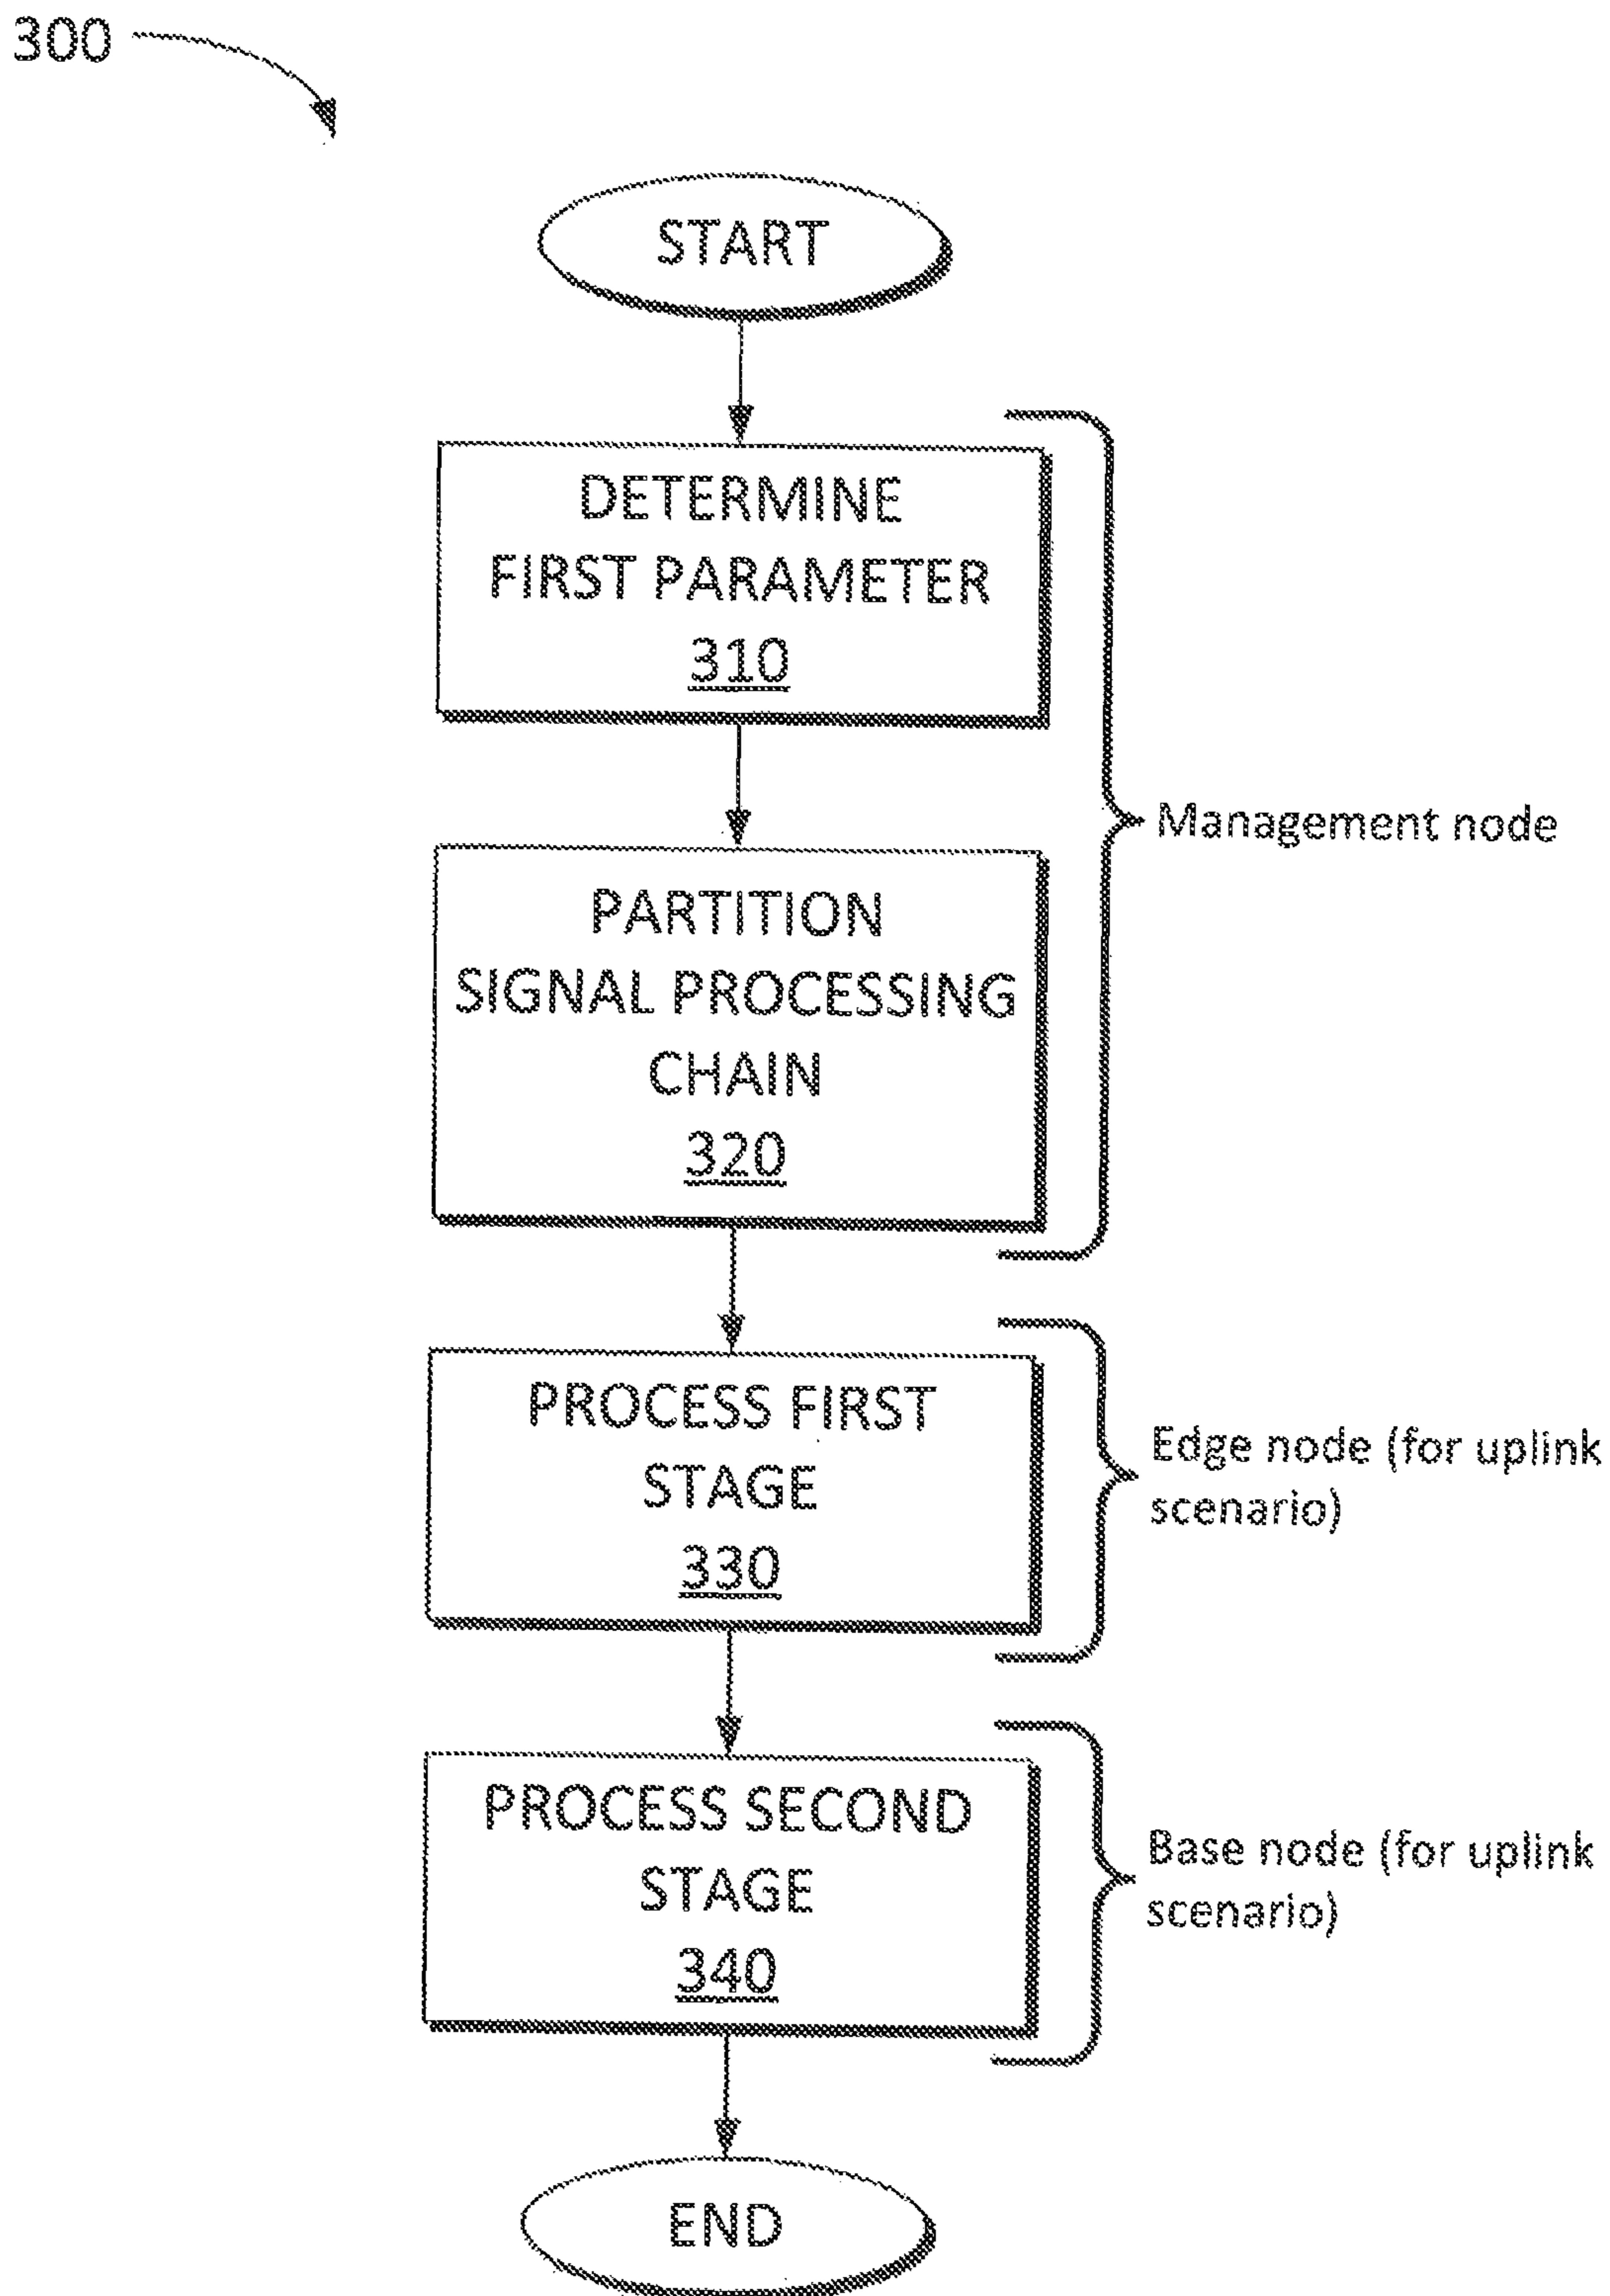 300
START
DETERMINE
FIRST PARAMETER
310
PARTITION
SIGNAL PROCESSING
CHAIN
320
Management node
PROCESS FIRST
STAGE
330
Edge node (for uplink
scenario)
PROCESS SECOND
STAGE
340
Base node (for uplink
scenario)
END